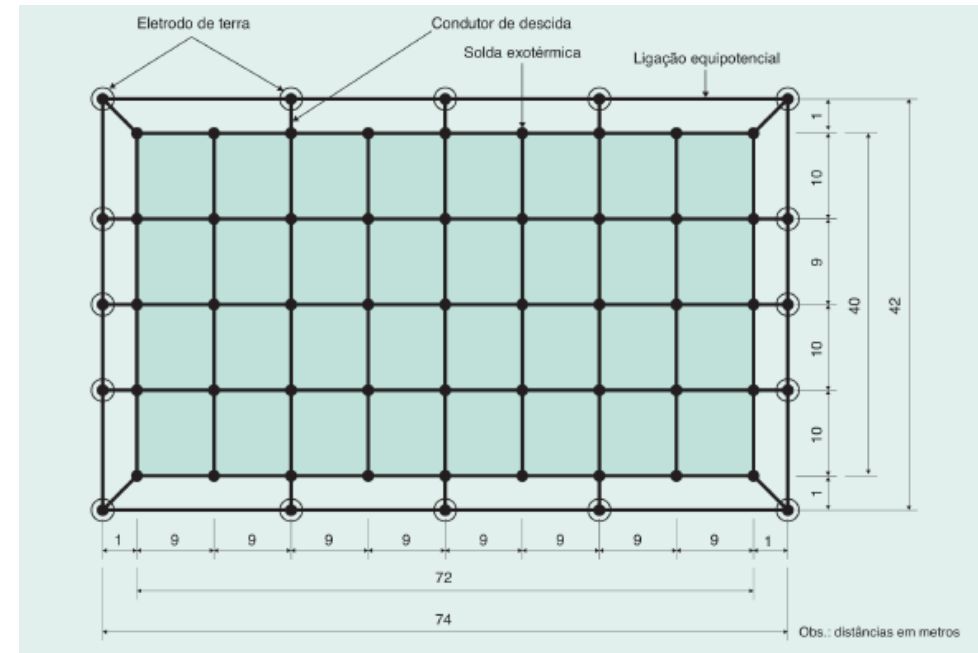 Eletrodo de terra
Condutor de descida
Solda exotérmica
Ligação equipotencial
1
10
9
10
10
1
40
42
1 9 9 9 9 9 9 9 9 1
72
74
Obs.: distâncias em metros